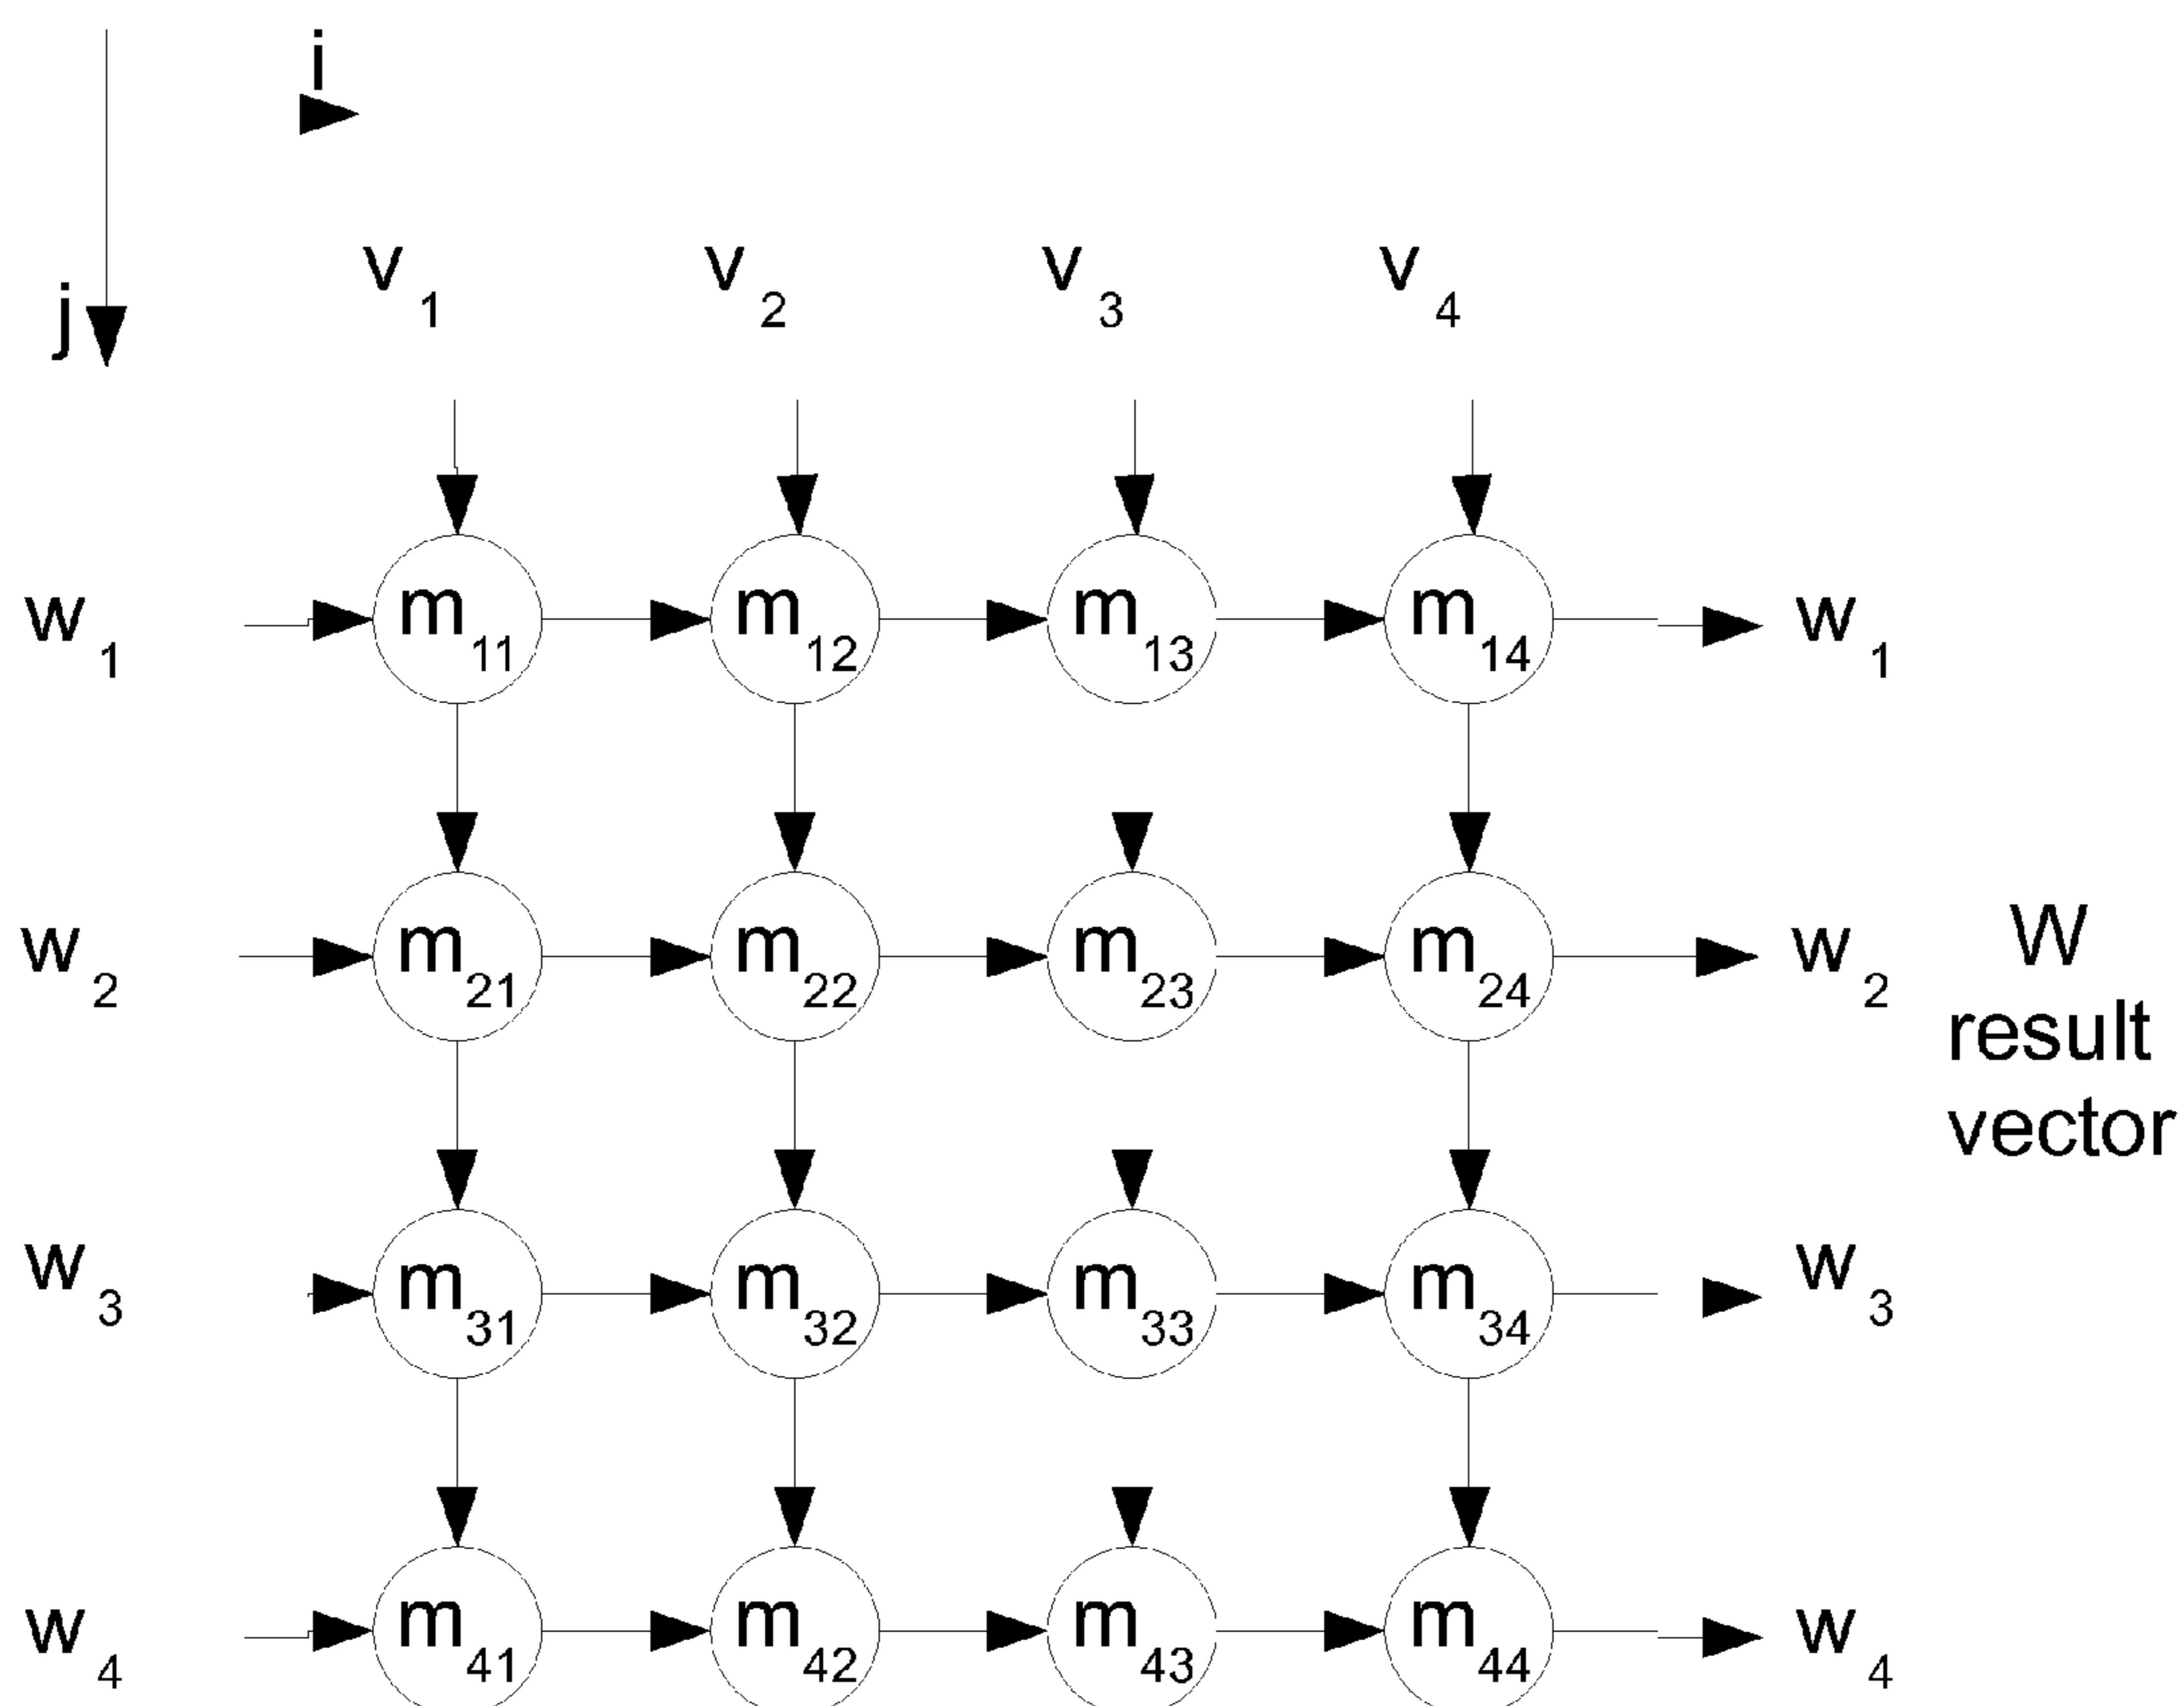 i
j
v1 v2 v3 v4
w1 m11 m12 m13 m14 w1
w2 m21 m22 m23 m24 w2 W
result
vector
w3 m31 m32 m33 m34 w3
w4 m41 m42 m43 m44 w4